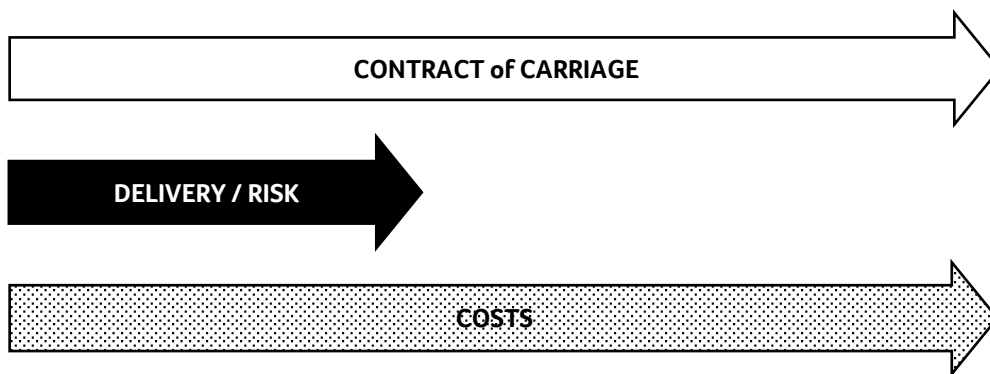 CONTRACT of CARRIAGE
DELIVERY / RISK
COSTS